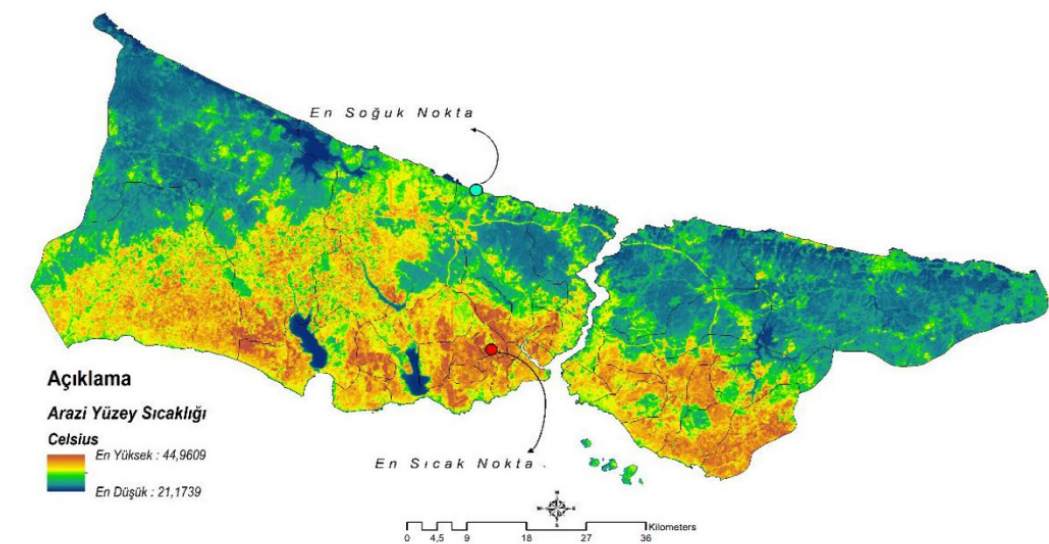 En Soğuk Nokta
Açıklama
Arazi Yüzey Sıcaklığı
Celsius
En Yüksek : 44,9609
En Düşük : 21,1739
En Sıcak Nokta .
N
W
E
S
Kilometers
0 4,5 9 18 27 36